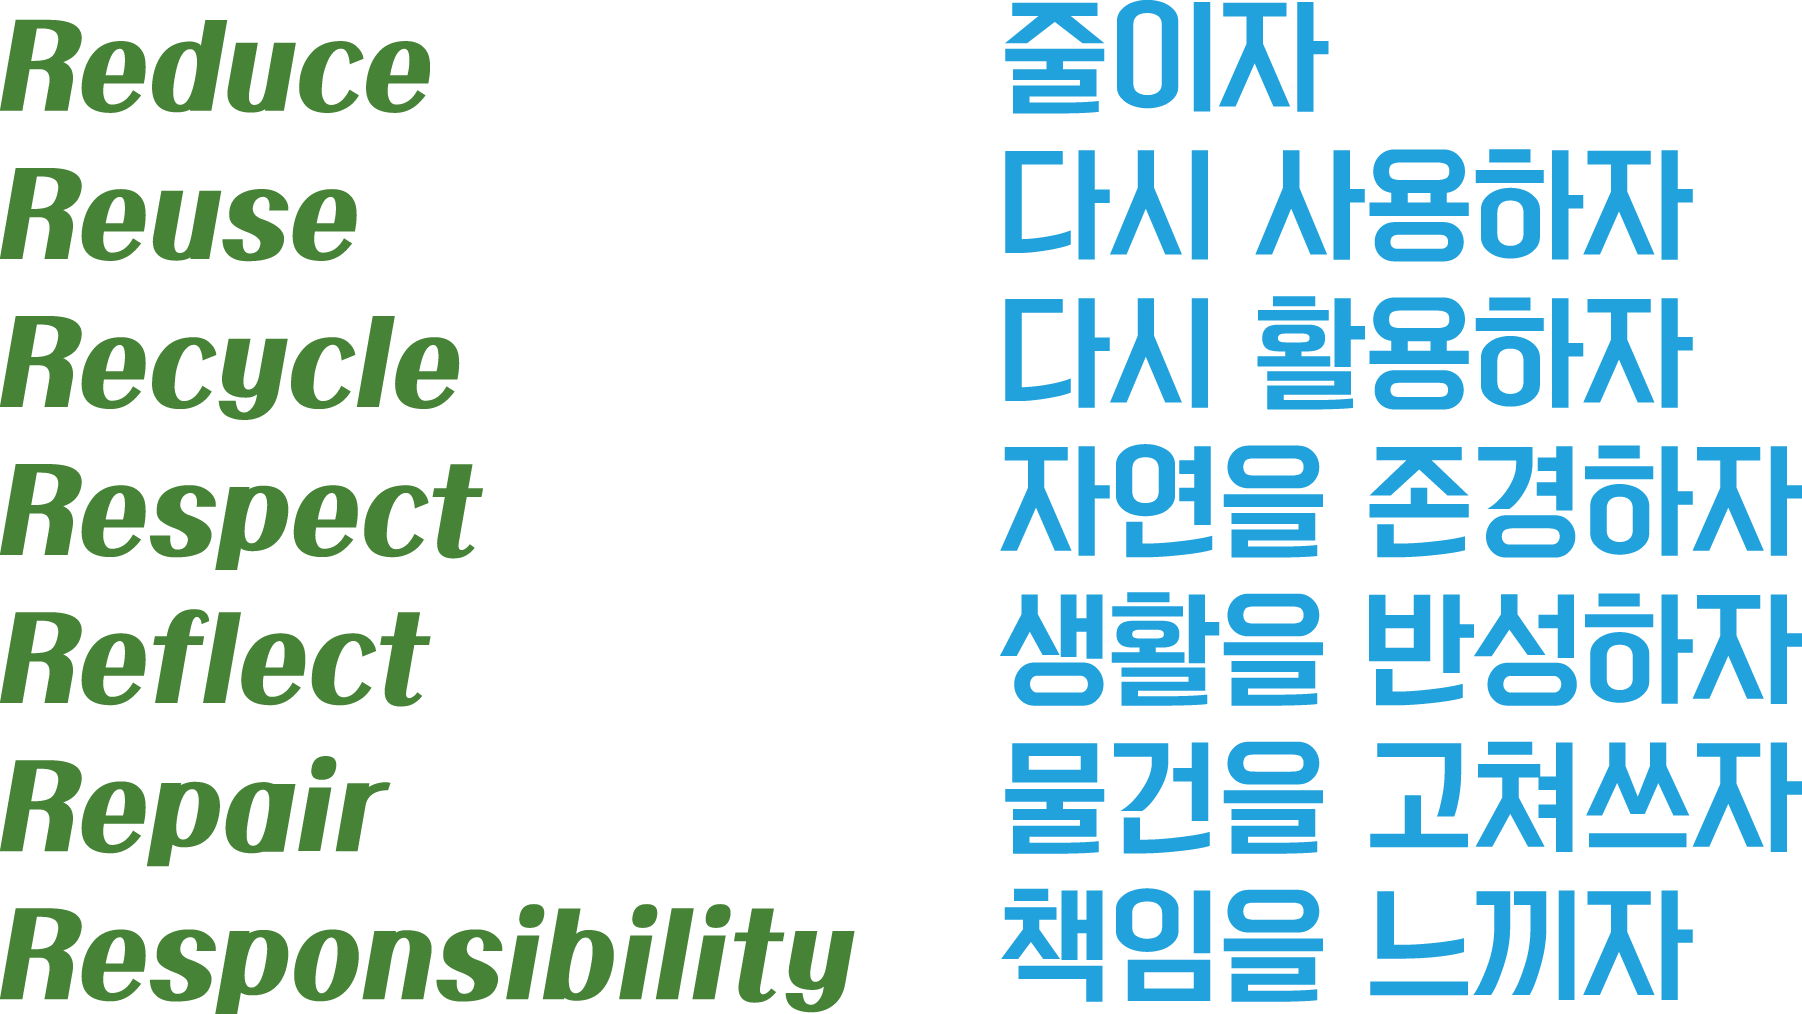 Reduce 줄이자
Reuse 다시 사용하자
Recycle 다시 활용하자
Respect 자연을 존경하자
Reflect 생활을 반성하자
Repair 물건을 고쳐쓰자
Responsibility 책임을 느끼자